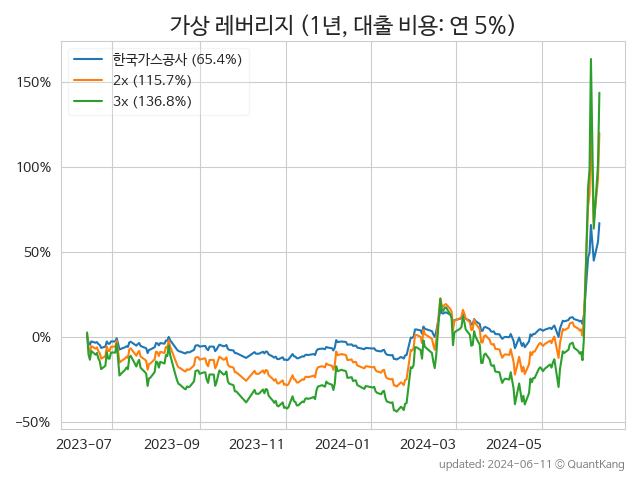 가상 레버리지 (1년, 대출 비용: 연 5%)
한국가스공사 (65.4%)
2x (115.7%)
3x (136.8%)
150%
100%
50%
0%
−50%
2023-07 2023-09 2023-11 2024-01 2024-03 2024-05
updated: 2024-06-11 © QuantKang